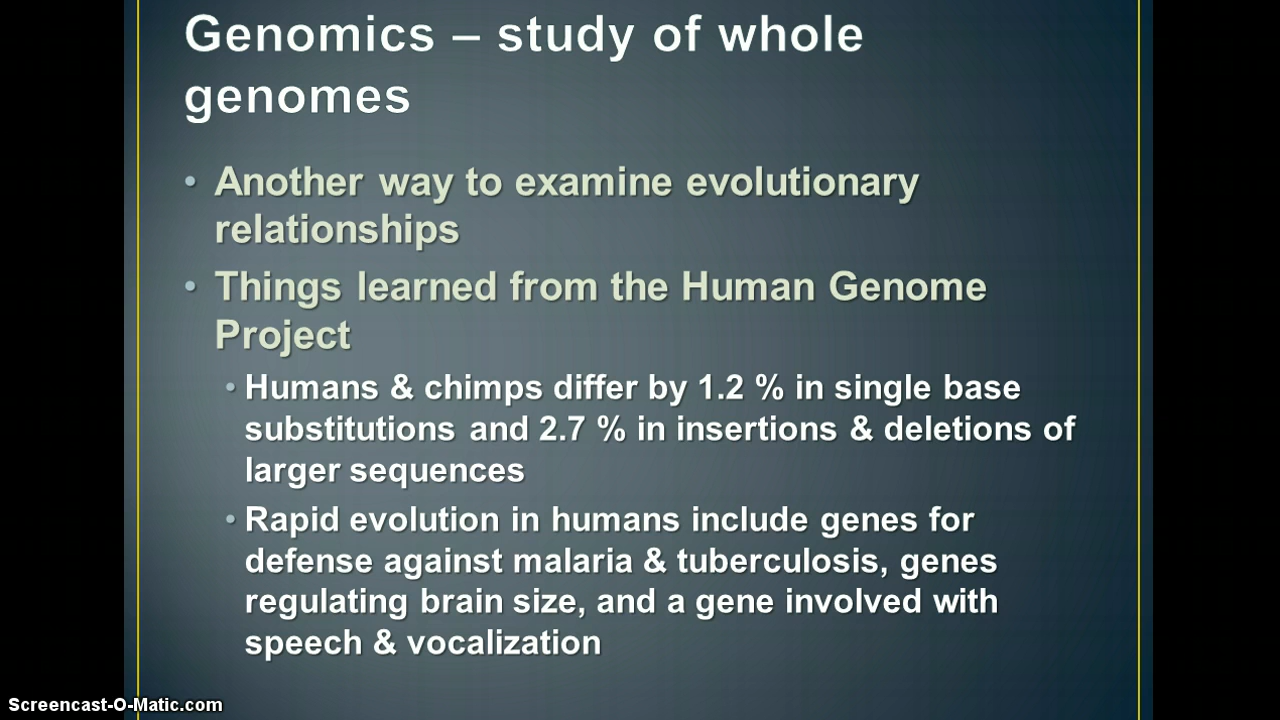 Genomics – study of whole
genomes
• Another way to examine evolutionary
relationships
• Things learned from the Human Genome
Project
• Humans & chimps differ by 1.2 % in single base
substitutions and 2.7 % in insertions & deletions of
larger sequences
• Rapid evolution in humans include genes for
defense against malaria & tuberculosis, genes
regulating brain size, and a gene involved with
speech & vocalization
Screencast-O-Matic.com